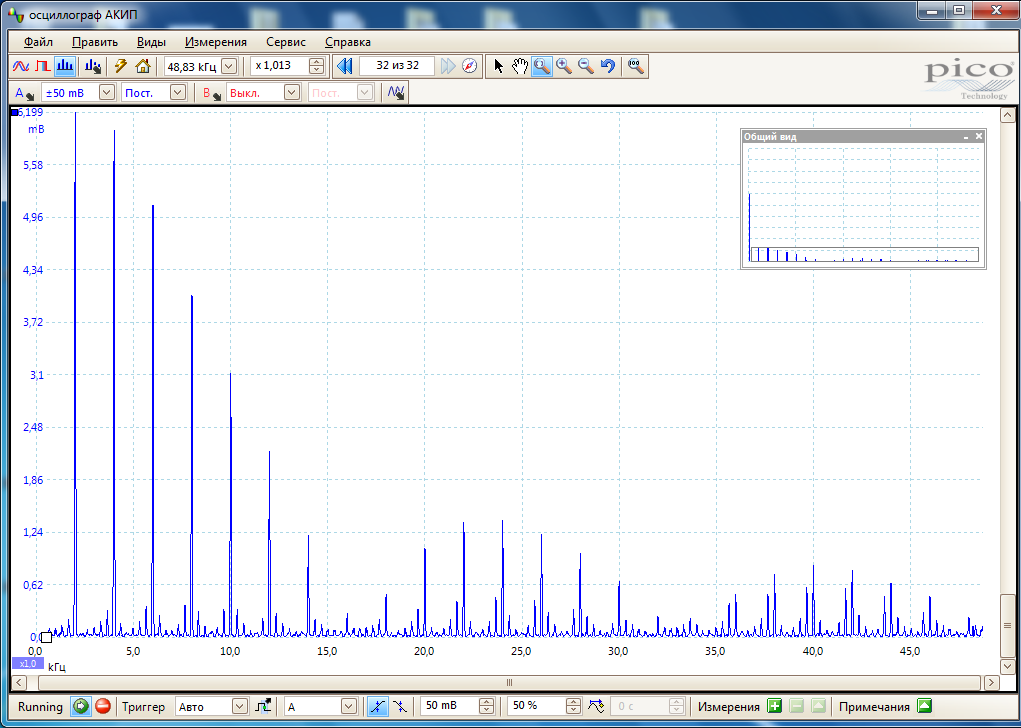 осциллограф АКИП
Файл Править Виды Измерения Сервис Справка
48,83 кГц x 1,013 32 из 32
pico
Technology
A ±50 mВ Пост. B Выкл. Пост.
6,199
mВ
5,58
4,96
4,34
3,72
3,1
2,48
1,86
1,24
0,62
0,0
Общий вид
0,0 5,0 10,0 15,0 20,0 25,0 30,0 35,0 40,0 45,0
x1,0 кГц
Running Триггер Авто A 50 mВ 50 % 0 с Измерения Примечания